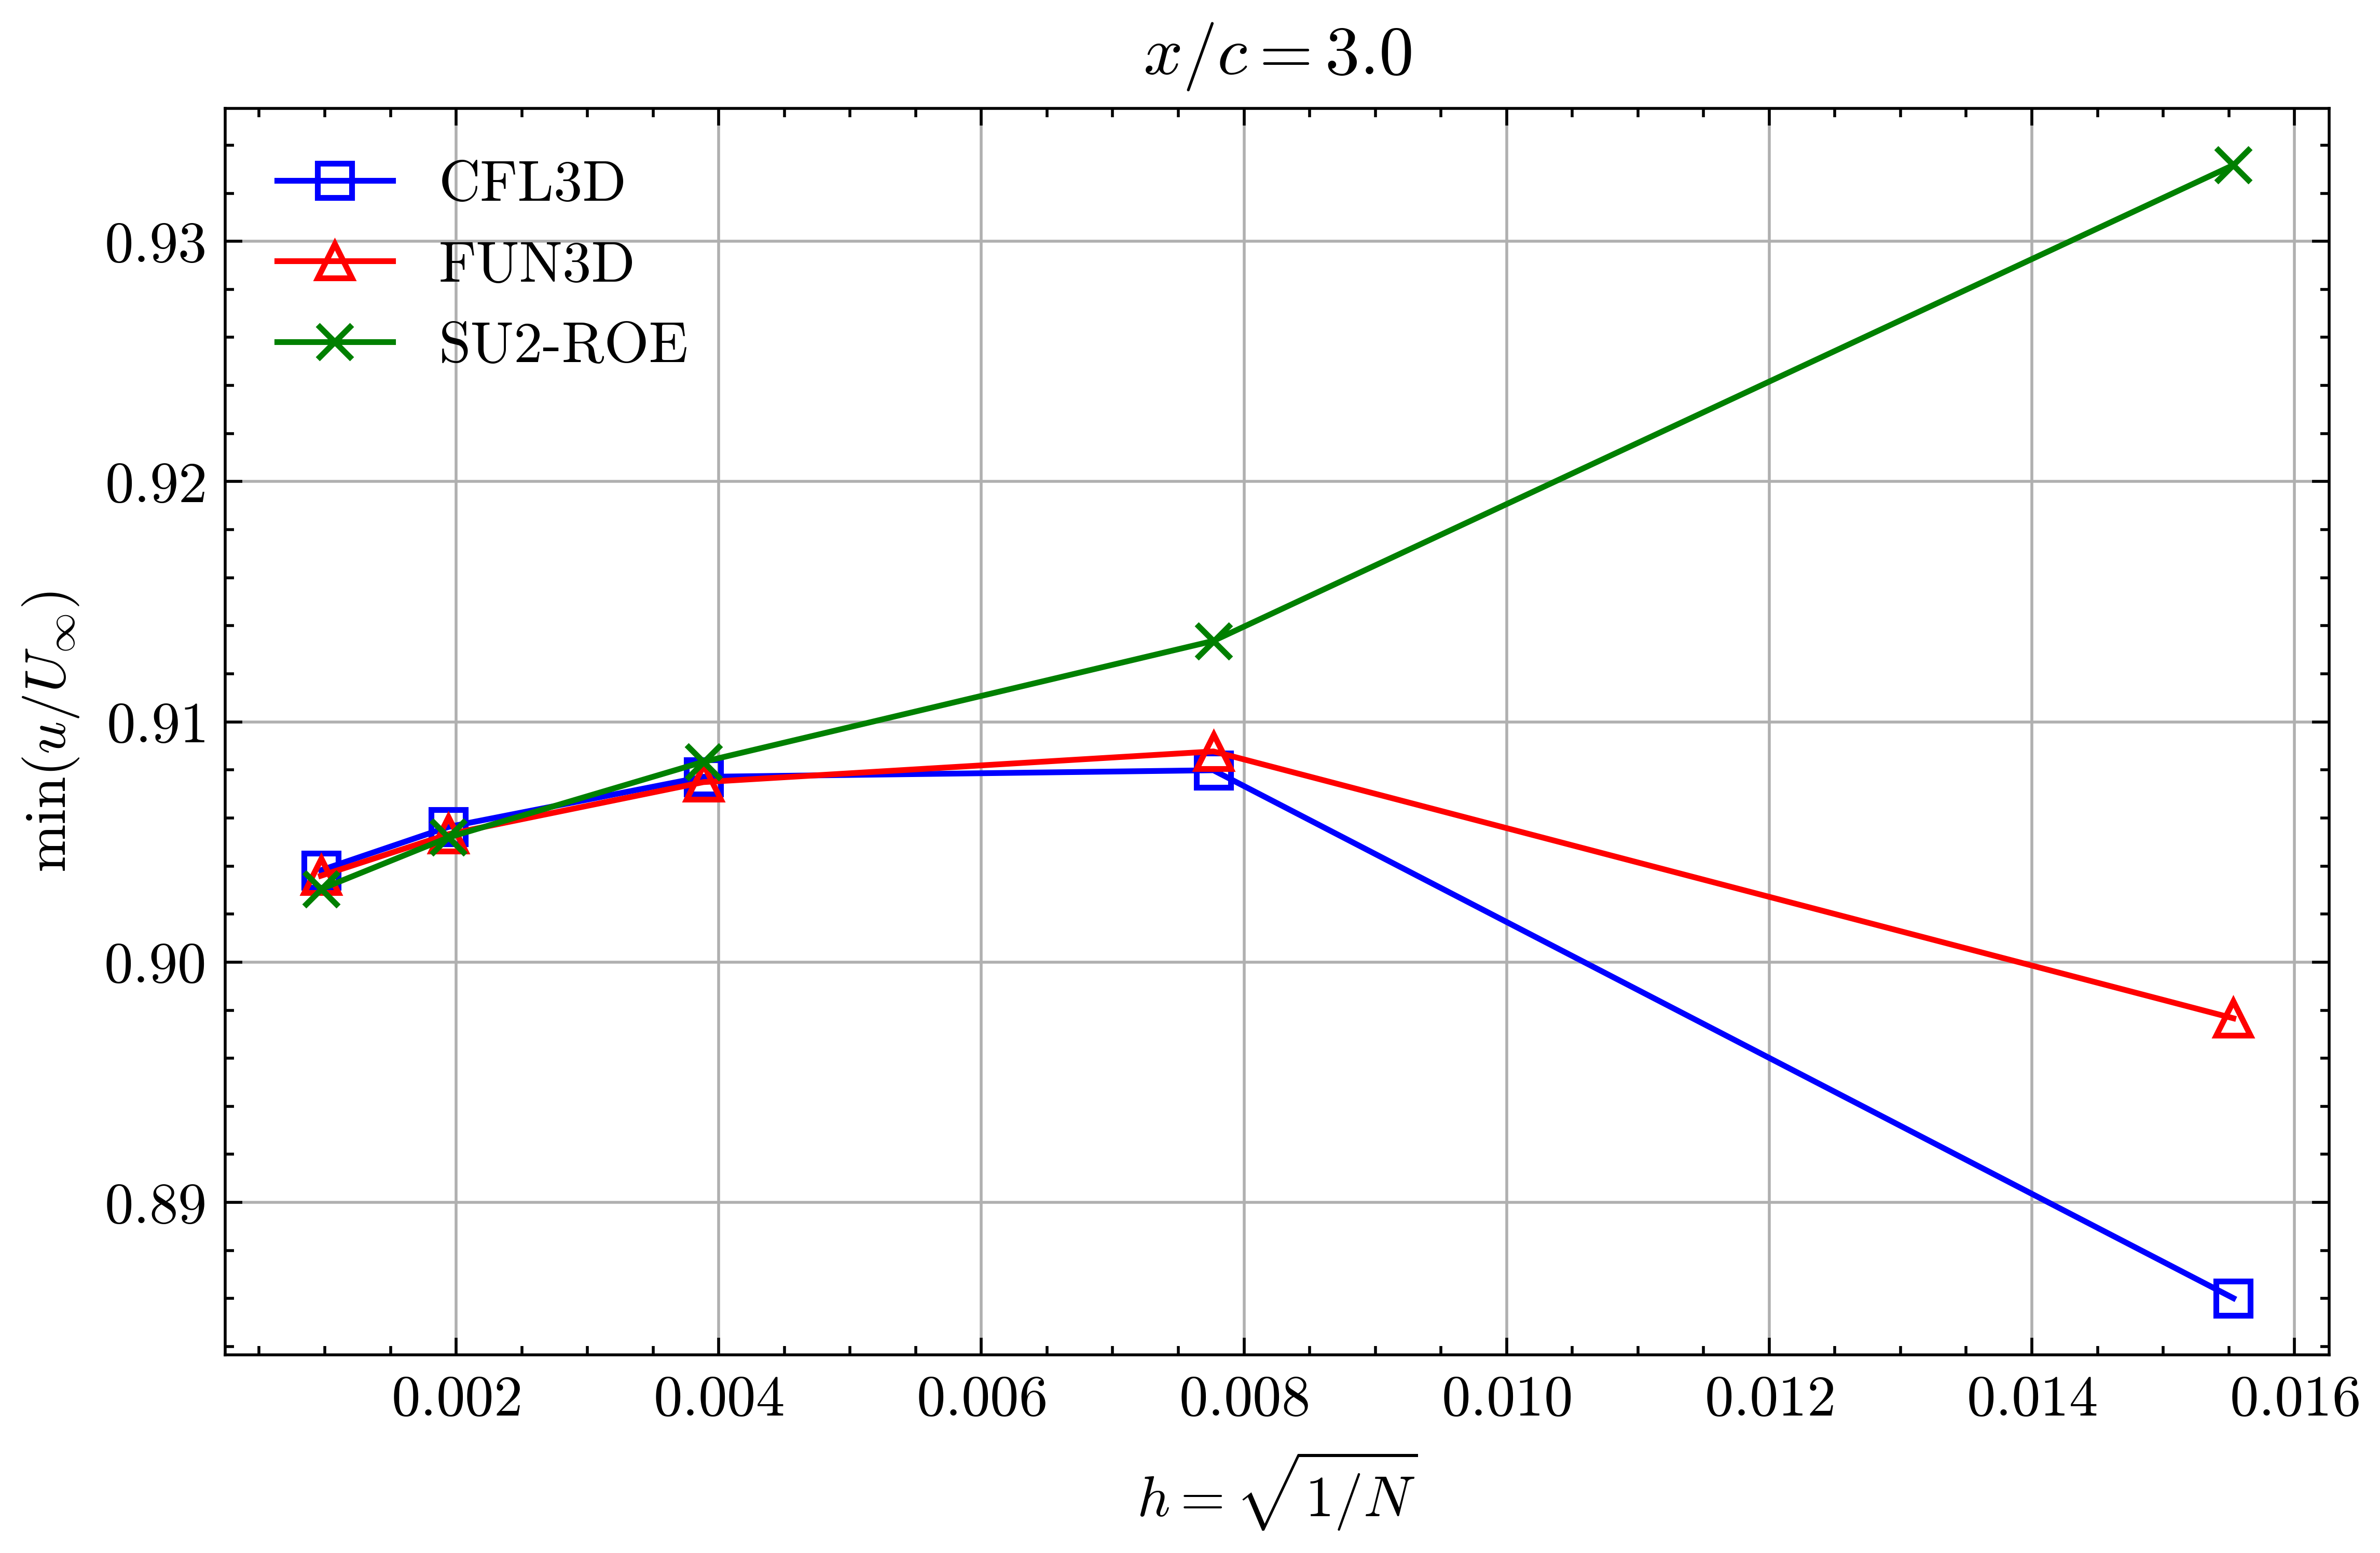 x/c = 3.0
CFL3D
FUN3D
SU2-ROE
0.93
0.92
0.91
0.90
0.89
min(u/U∞)
0.002 0.004 0.006 0.008 0.010 0.012 0.014 0.016
h = √1/N